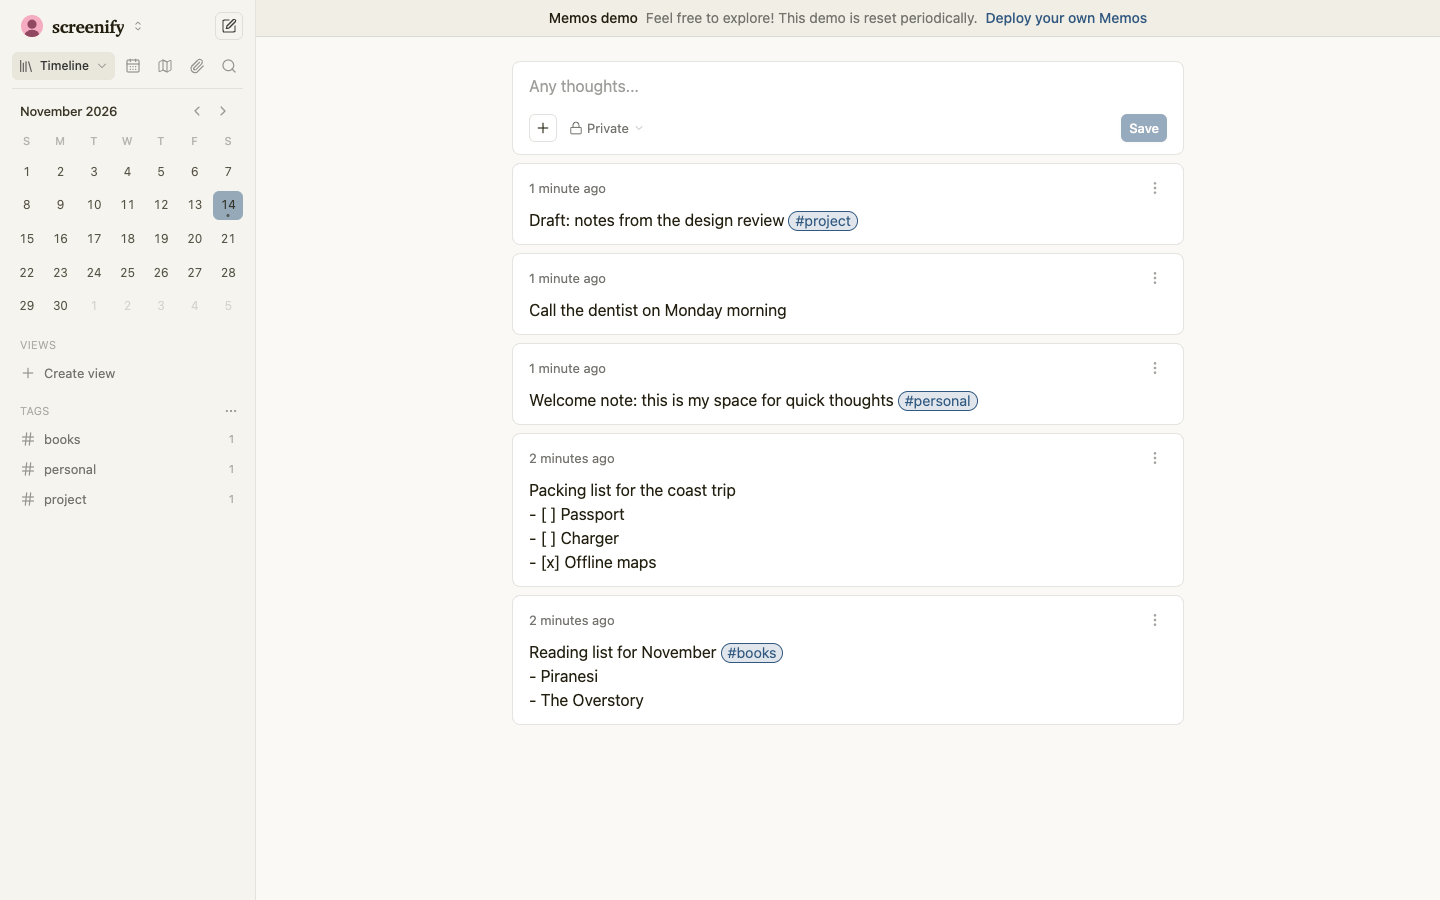 screenify
Timeline
November 2026
S M T W T F S
1 2 3 4 5 6 7
8 9 10 11 12 13 14
15 16 17 18 19 20 21
22 23 24 25 26 27 28
29 30 1 2 3 4 5
VIEWS
Create view
TAGS
books 1
personal 1
project 1
Memos demo Feel free to explore! This demo is reset periodically. Deploy your own Memos
Any thoughts...
Private
Save
1 minute ago
Draft: notes from the design review #project
1 minute ago
Call the dentist on Monday morning
1 minute ago
Welcome note: this is my space for quick thoughts #personal
2 minutes ago
Packing list for the coast trip
- [ ] Passport
- [ ] Charger
- [x] Offline maps
2 minutes ago
Reading list for November #books
- Piranesi
- The Overstory